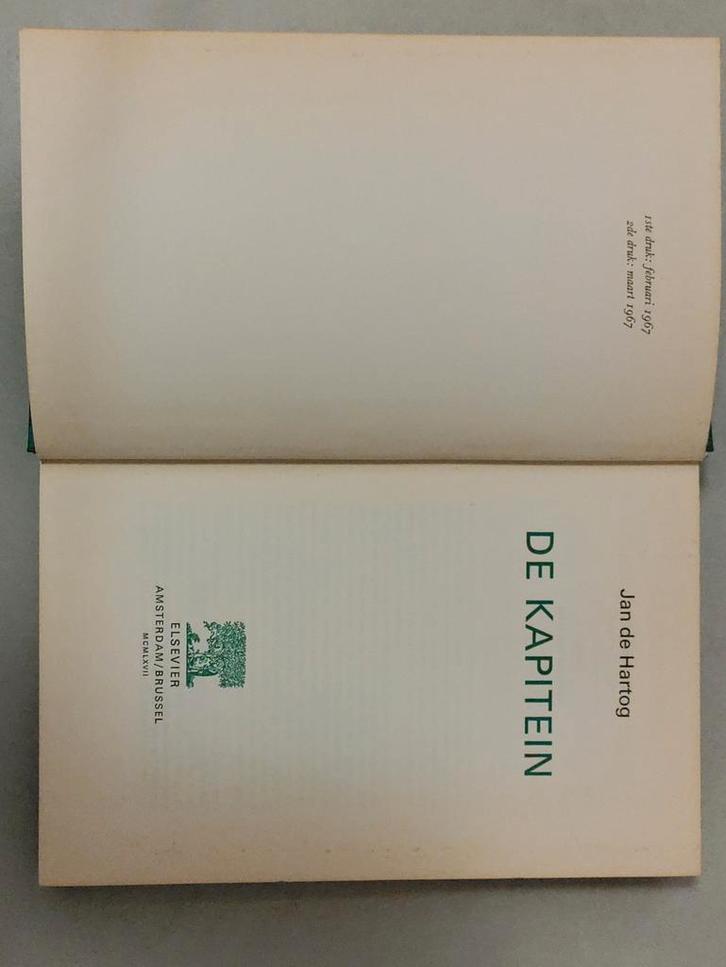 1ste druk: februari 1967
2de druk: maart 1967
Jan de Hartog
DE KAPITEIN
ELSEVIER
AMSTERDAM/BRUSSEL
MCMLXVII